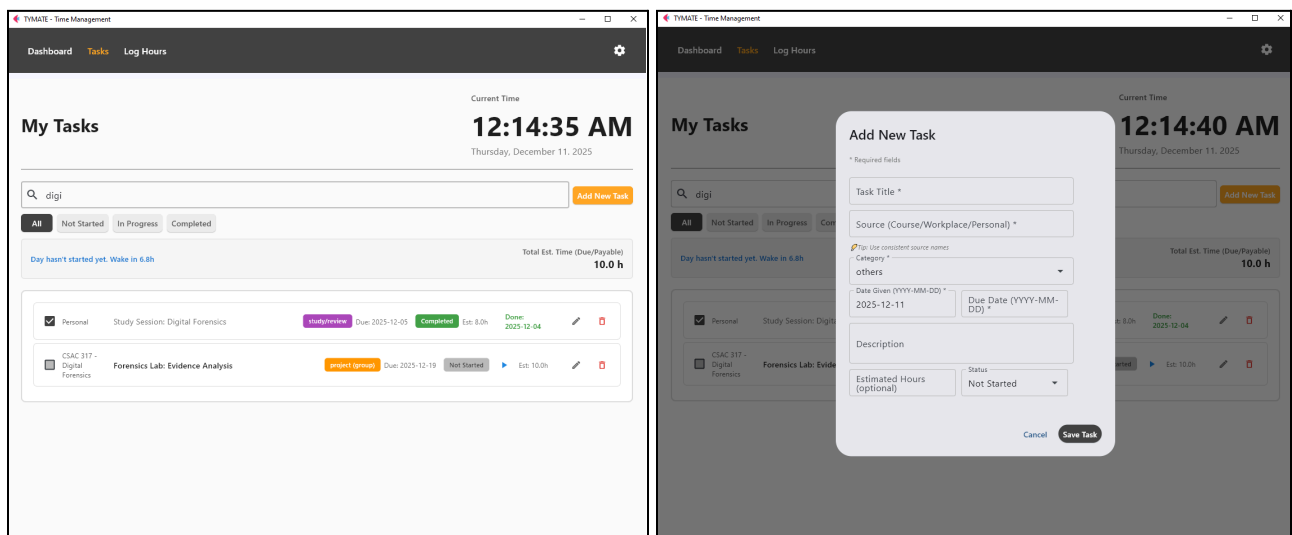 TYMATE - Time Management
Dashboard Tasks Log Hours
Current Time
My Tasks
12:14:35 AM
Thursday, December 11. 2025
digi
Add New Task
All Not Started In Progress Completed
Day hasn't started yet. Wake in 6.8h
Total Est. Time (Due/Payable)
10.0 h
Personal Study Session: Digital Forensics study/review Due: 2025-12-05 Completed Est: 8.0h Done:
2025-12-04
CSAC 317 -
Digital
Forensics
Forensics Lab: Evidence Analysis project (group) Due: 2025-12-19 Not Started Est: 10.0h
TYMATE - Time Management
Dashboard Tasks Log Hours
Current Time
My Tasks
12:14:40 AM
Thursday, December 11. 2025
digi
Add New Task
All Not Started In Progress Com
Day hasn't started yet. Wake in 6.8h
Total Est. Time (Due/Payable)
10.0 h
Personal Study Session: Digita
t: 8.0h Done:
2025-12-04
CSAC 317 -
Digital
Forensics
Forensics Lab: Evide
arted Est: 10.0h
Add New Task
* Required fields
Task Title *
Source (Course/Workplace/Personal) *
Tip: Use consistent source names
Category *
others
Date Given (YYYY-MM-DD) *
2025-12-11
Due Date (YYYY-MM-
DD) *
Description
Estimated Hours
(optional)
Status
Not Started
Cancel Save Task